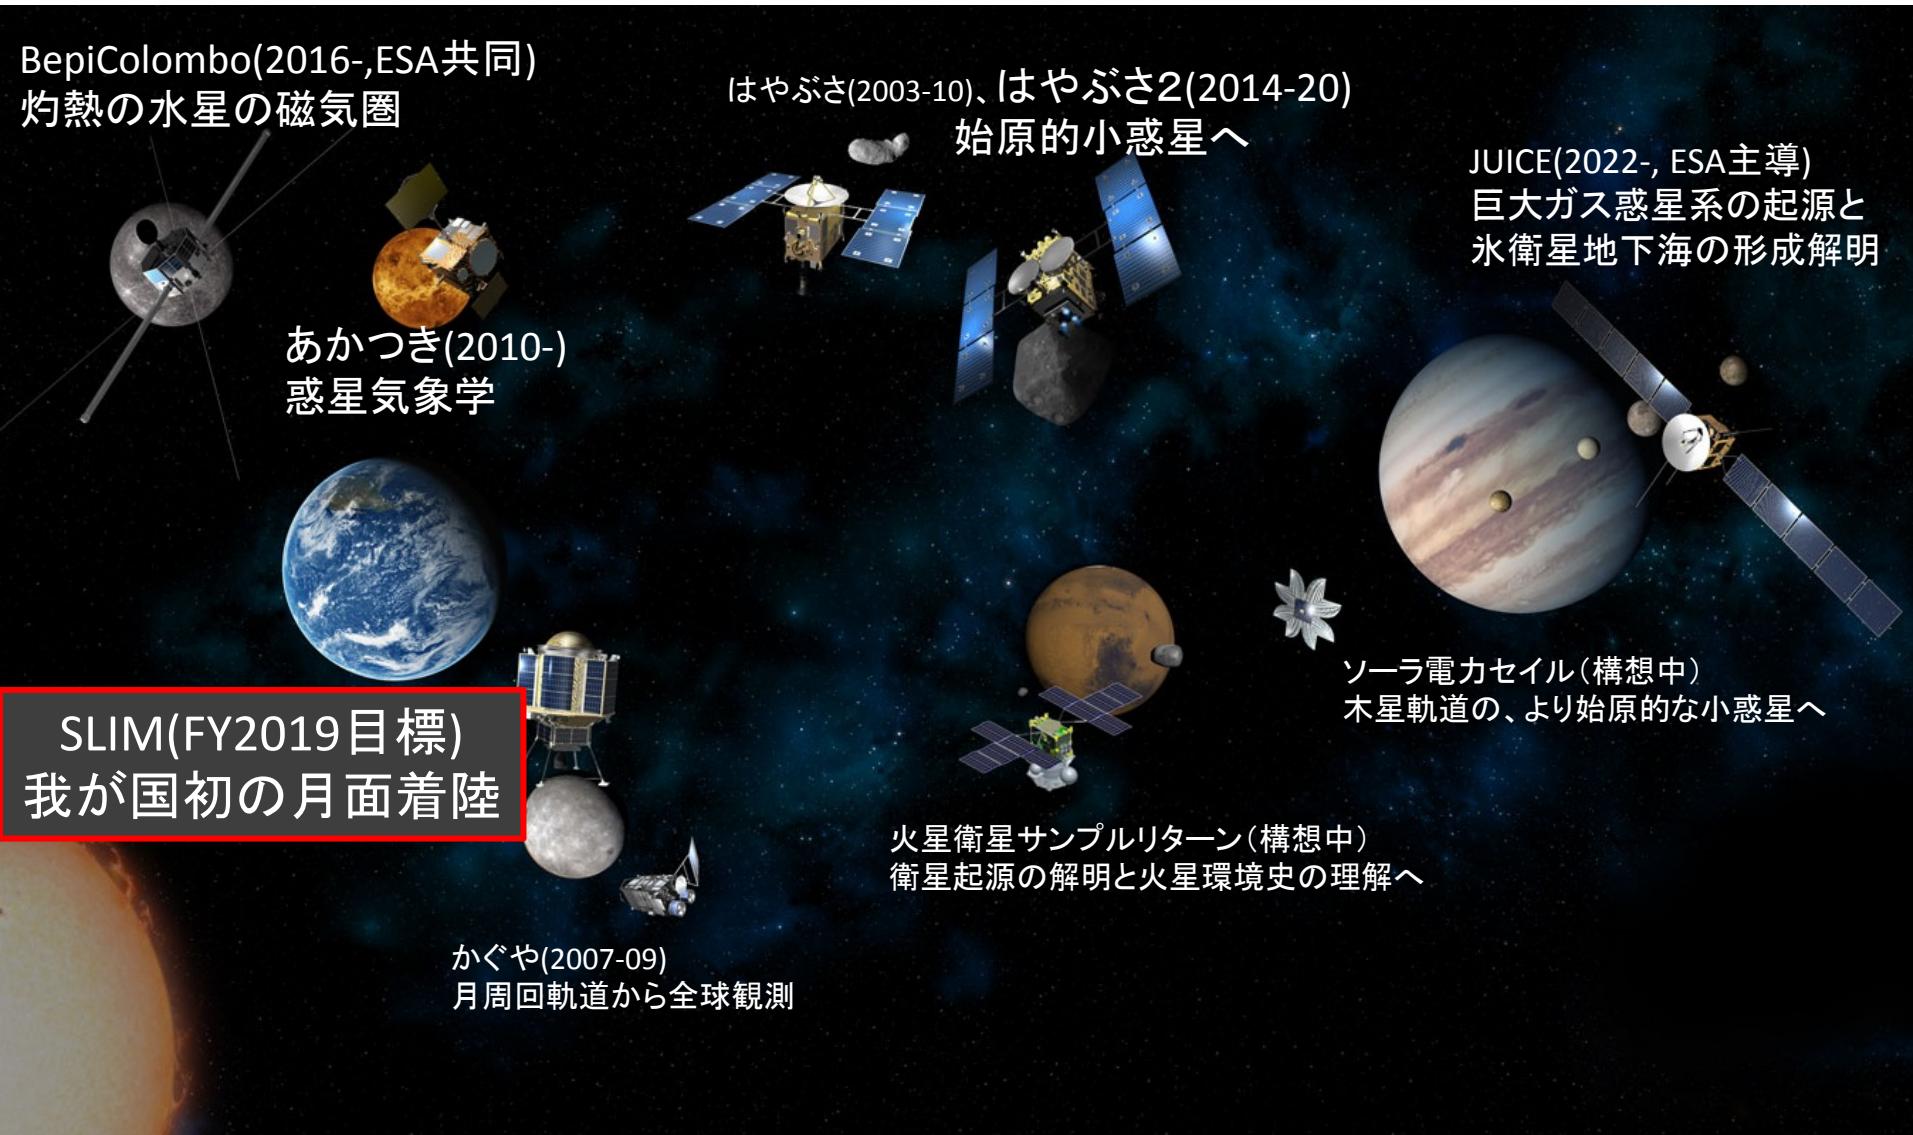 BepiColombo(2016-,ESA共同)
灼熱の水星の磁気圏
はやぶさ(2003-10)、はやぶさ２(2014-20)
始原的小惑星へ
JUICE(2022-, ESA主導)
巨大ガス惑星系の起源と
氷衛星地下海の形成解明
あかつき(2010-)
惑星気象学
SLIM(FY2019目標)
我が国初の月面着陸
ソーラ電力セイル（構想中）
木星軌道の、より始原的な小惑星へ
火星衛星サンプルリターン（構想中）
衛星起源の解明と火星環境史の理解へ
かぐや(2007-09)
月周回軌道から全球観測